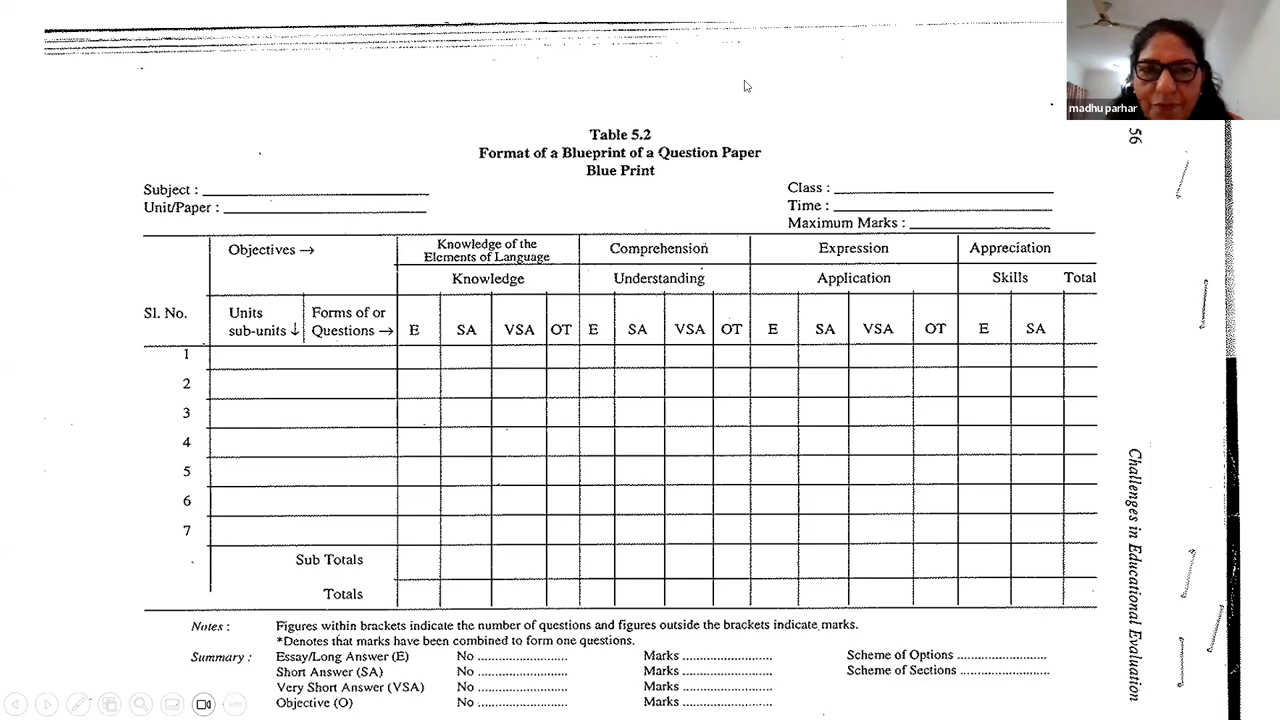 madhu parhar
56
Table 5.2
Format of a Blueprint of a Question Paper
Blue Print
Subject :
Unit/Paper :
Class :
Time :
Maximum Marks :
Objectives → Knowledge of the Elements of Language Comprehension Expression Appreciation
Knowledge Understanding Application Skills Total
Sl. No. Units sub-units ↓ Forms of or Questions → E SA VSA OT E SA VSA OT E SA VSA OT E SA
1
2
3
4
5
6
7
Sub Totals
Totals
Notes : Figures within brackets indicate the number of questions and figures outside the brackets indicate marks.
*Denotes that marks have been combined to form one questions.
Summary : Essay/Long Answer (E) No Marks Scheme of Options
Short Answer (SA) No Marks Scheme of Sections
Very Short Answer (VSA) No Marks
Objective (O) No Marks
Challenges in Educational Evaluation